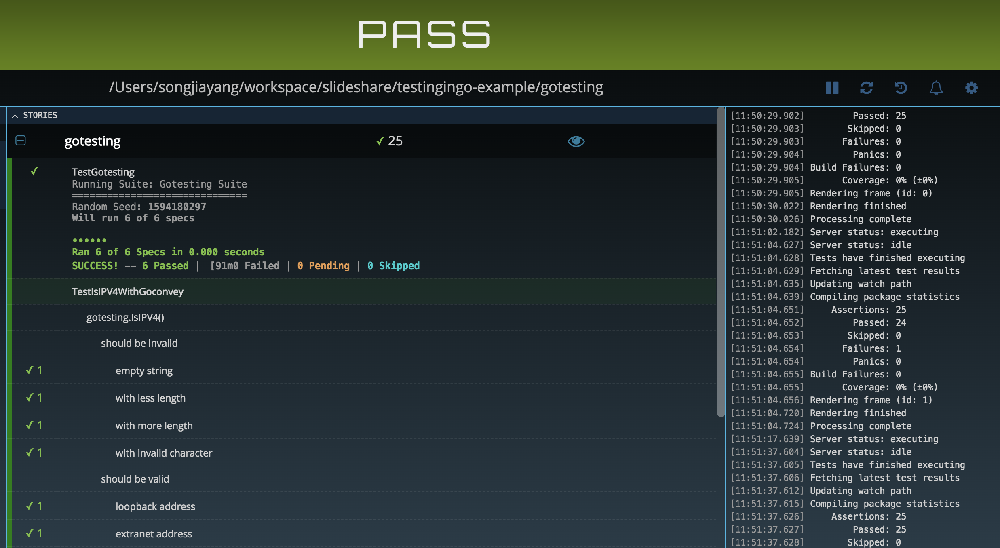 PASS
/Users/songjiayang/workspace/slideshare/testingingo-example/gotesting
STORIES
gotesting ✓ 25
✓ TestGotesting
Running Suite: Gotesting Suite
==============================
Random Seed: 1594180297
Will run 6 of 6 specs
••••••
Ran 6 of 6 Specs in 0.000 seconds
SUCCESS! -- 6 Passed | [91m0 Failed | 0 Pending | 0 Skipped
TestIsIPV4WithGoconvey
gotesting.IsIPV4()
should be invalid
✓ 1 empty string
✓ 1 with less length
✓ 1 with more length
✓ 1 with invalid character
should be valid
✓ 1 loopback address
✓ 1 extranet address
[11:50:29.902] Passed: 25
[11:50:29.903] Skipped: 0
[11:50:29.903] Failures: 0
[11:50:29.904] Panics: 0
[11:50:29.904] Build Failures: 0
[11:50:29.905] Coverage: 0% (±0%)
[11:50:29.905] Rendering frame (id: 0)
[11:50:30.022] Rendering finished
[11:50:30.026] Processing complete
[11:51:02.182] Server status: executing
[11:51:04.627] Server status: idle
[11:51:04.628] Tests have finished executing
[11:51:04.629] Fetching latest test results
[11:51:04.635] Updating watch path
[11:51:04.639] Compiling package statistics
[11:51:04.651] Assertions: 25
[11:51:04.652] Passed: 24
[11:51:04.653] Skipped: 0
[11:51:04.654] Failures: 1
[11:51:04.654] Panics: 0
[11:51:04.655] Build Failures: 0
[11:51:04.655] Coverage: 0% (±0%)
[11:51:04.656] Rendering frame (id: 1)
[11:51:04.720] Rendering finished
[11:51:04.724] Processing complete
[11:51:17.639] Server status: executing
[11:51:37.604] Server status: idle
[11:51:37.605] Tests have finished executing
[11:51:37.606] Fetching latest test results
[11:51:37.612] Updating watch path
[11:51:37.615] Compiling package statistics
[11:51:37.626] Assertions: 25
[11:51:37.627] Passed: 25
[11:51:37.628] Skipped: 0